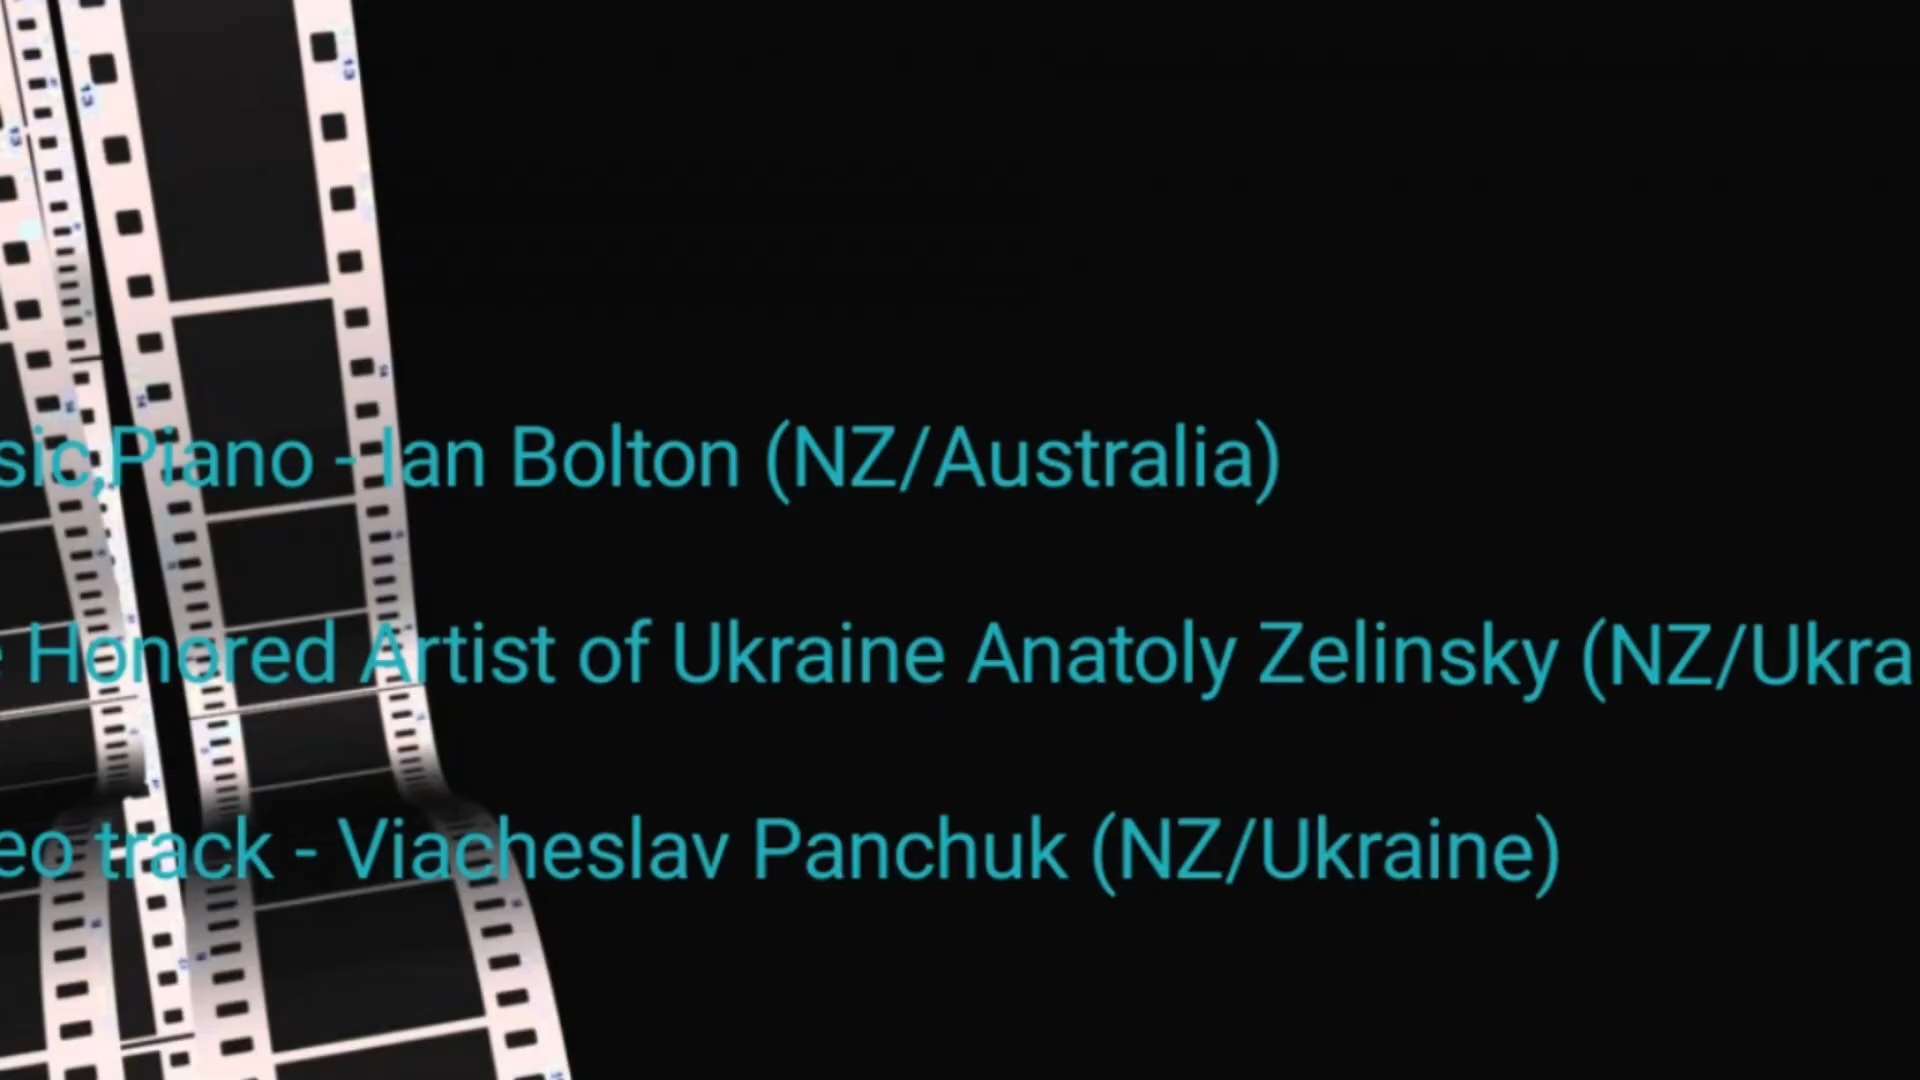 sic,Piano - Ian Bolton (NZ/Australia)
e Honored Artist of Ukraine Anatoly Zelinsky (NZ/Ukra
eo track - Viacheslav Panchuk (NZ/Ukraine)